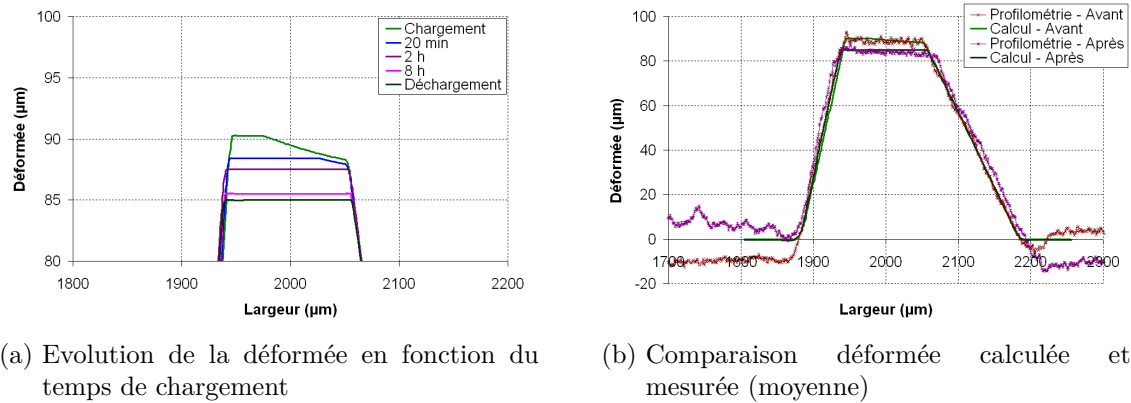 100
95
90
85
80
1800
1900
2000
2100
2200
Déformée (µm)
Largeur (µm)
Chargement
20 min
2 h
8 h
Déchargement
100
80
60
40
20
0
-20
1700
1800
1900
2000
2100
2200
2300
Déformée (µm)
Largeur (µm)
Profilométrie - Avant
Calcul - Avant
Profilométrie - Après
Calcul - Après
(a) Evolution de la déformée en fonction du
temps de chargement
(b) Comparaison déformée calculée et
mesurée (moyenne)